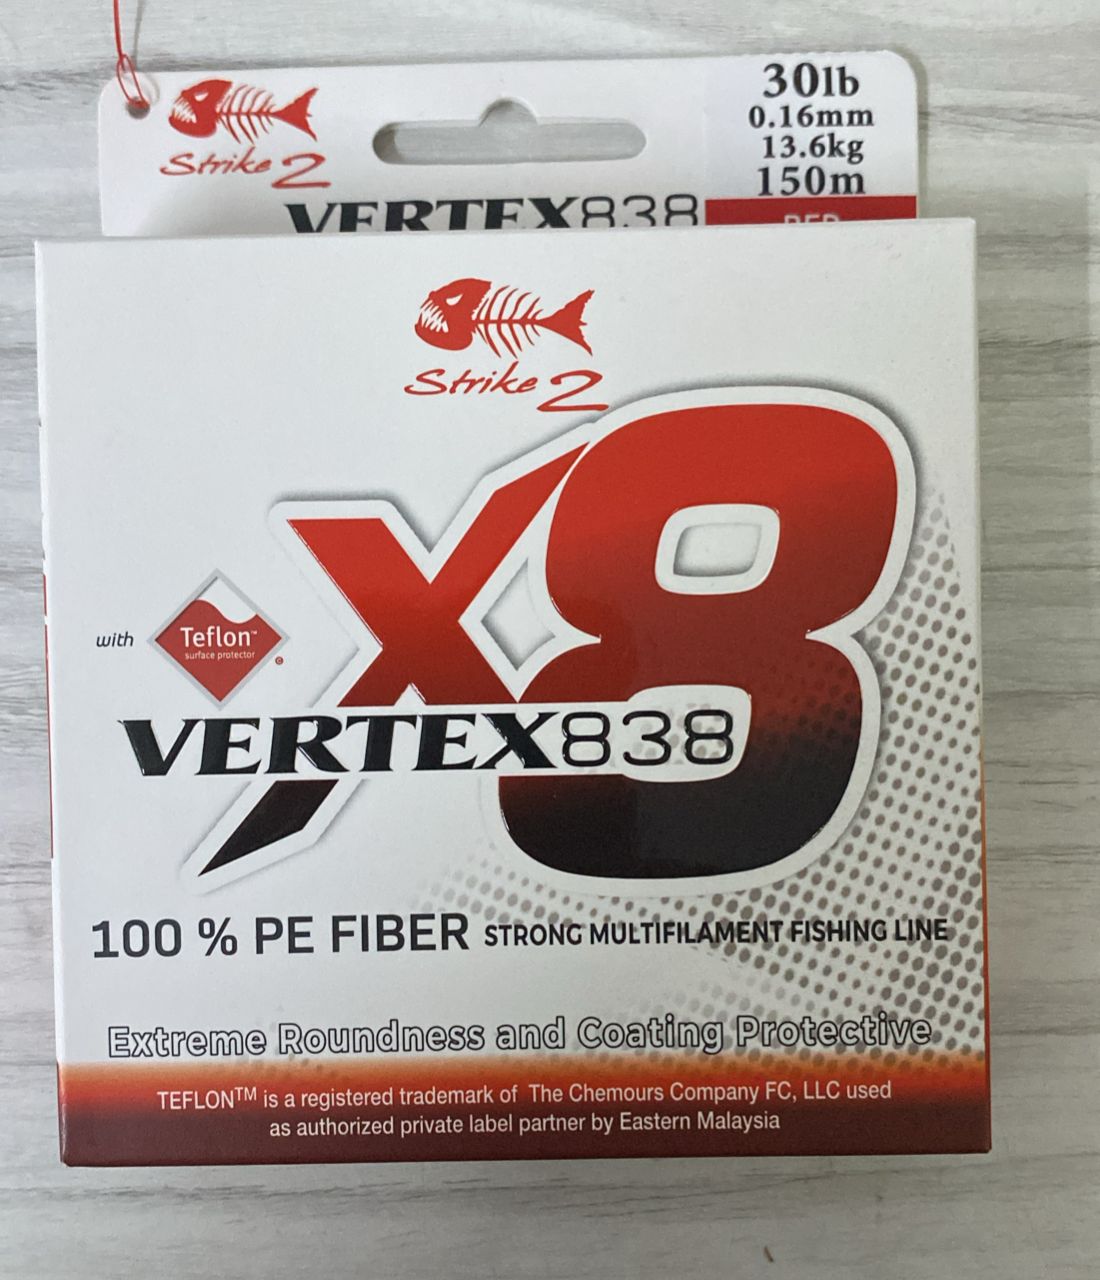 Strike 2
30lb
0.16mm
13.6kg
150m
VERTEX838
RED
Strike 2
X8
with
Teflon™
surface protector
VERTEX838
100 % PE FIBER STRONG MULTIFILAMENT FISHING LINE
Extreme Roundness and Coating Protective
TEFLON™ is a registered trademark of The Chemours Company FC, LLC used
as authorized private label partner by Eastern Malaysia